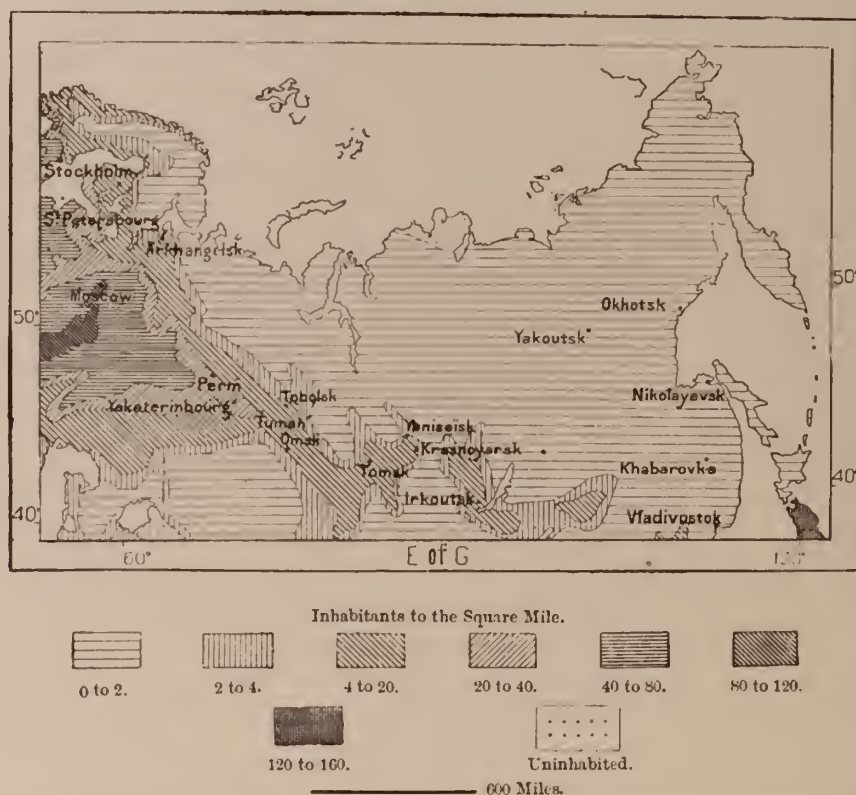 Stockholm
St Petersbourg
Arkhangelsk
Moscow
50°
50°
Okhotsk
Yakoutsk
Perm
Tobolsk
Nikolayevsk
Yekaterinbourg
Tumen
Yeniseisk
Omsk
Krasnoyarsk
Tomsk
Khabarovka
40°
Irkoutsk
40°
Vladivostok
60°
E of G
Inhabitants to the Square Mile.
0 to 2. 2 to 4. 4 to 20. 20 to 40. 40 to 80. 80 to 120.
120 to 160. Uninhabited.
600 Miles.